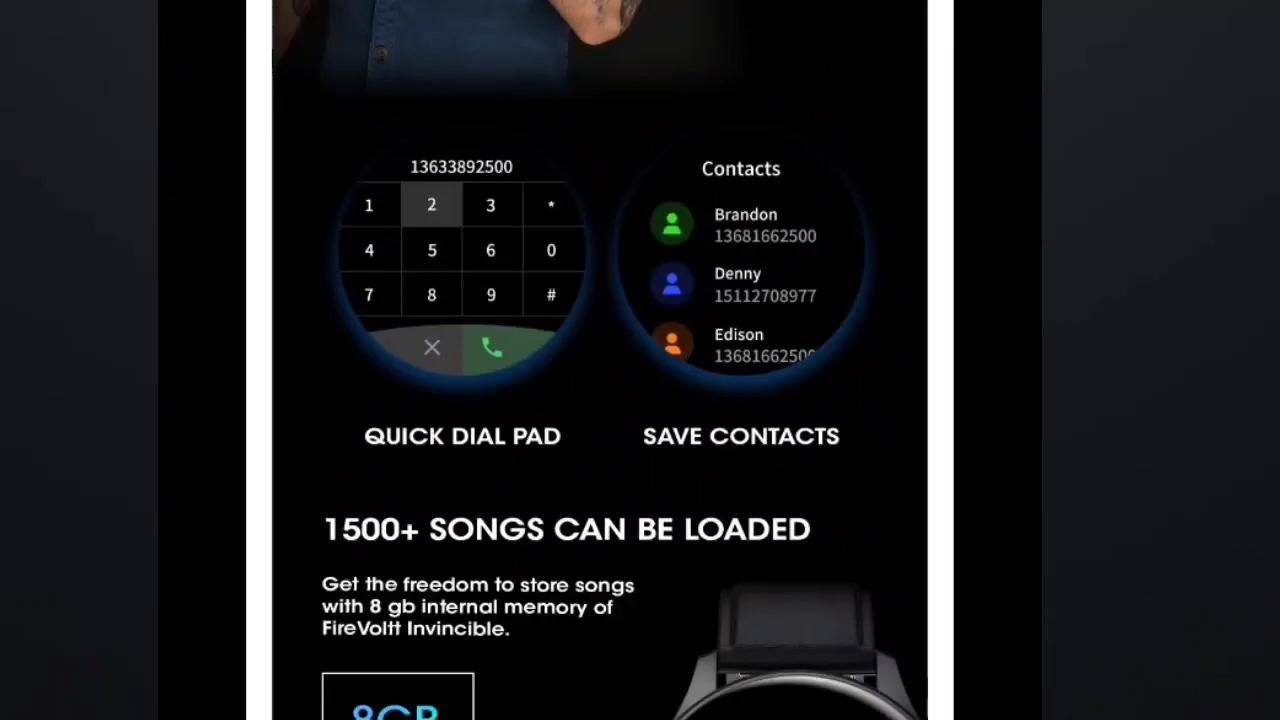 13633892500
1 2 3 *
4 5 6 0
7 8 9 #
Contacts
Brandon
13681662500
Denny
15112708977
Edison
13681662500
QUICK DIAL PAD
SAVE CONTACTS
1500+ SONGS CAN BE LOADED
Get the freedom to store songs
with 8 gb internal memory of
FireVoltt Invincible.
8GB